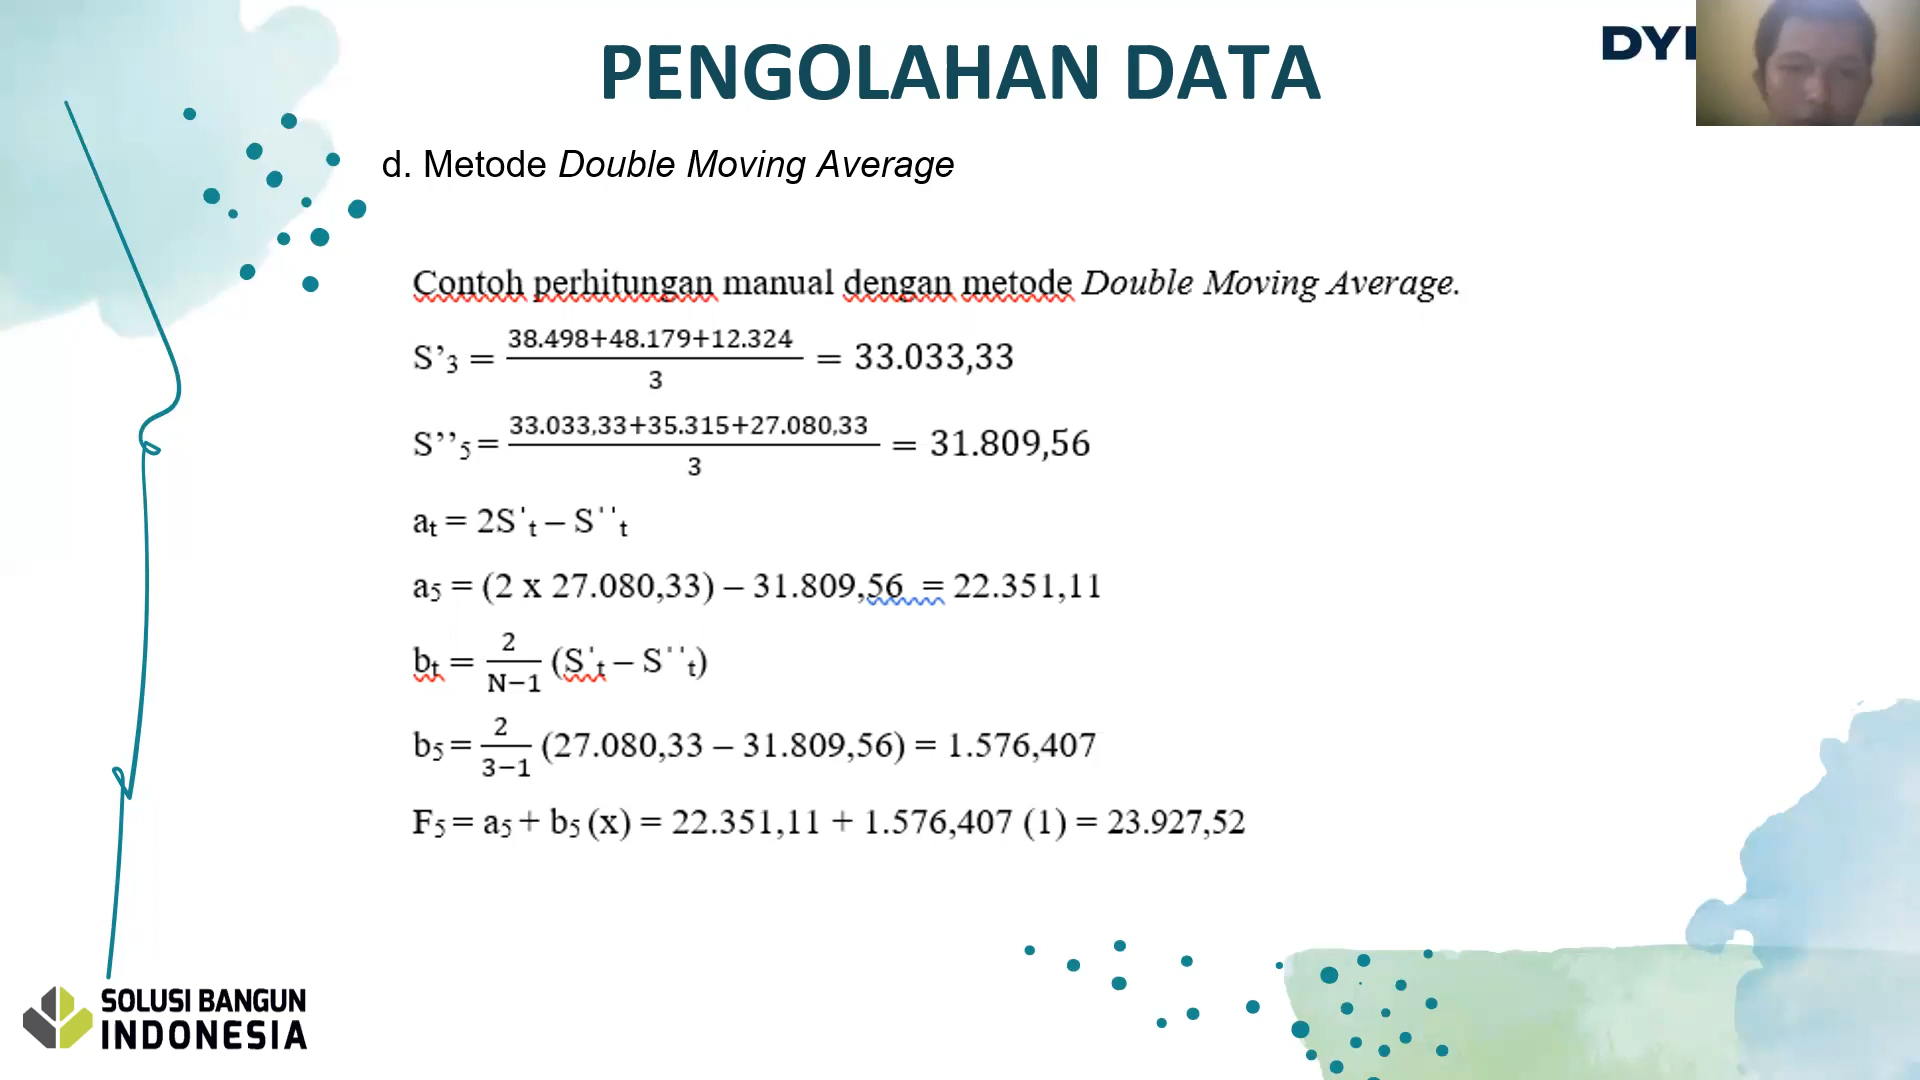 PENGOLAHAN DATA
DY
d. Metode Double Moving Average
Contoh perhitungan manual dengan metode Double Moving Average.
S’3 = 38.498+48.179+12.324 / 3 = 33.033,33
S’’5 = 33.033,33+35.315+27.080,33 / 3 = 31.809,56
at = 2S't – S''t
a5 = (2 x 27.080,33) – 31.809,56 = 22.351,11
bt = 2 / N−1 (S't – S''t)
b5 = 2 / 3−1 (27.080,33 – 31.809,56) = 1.576,407
F5 = a5 + b5 (x) = 22.351,11 + 1.576,407 (1) = 23.927,52
SOLUSI BANGUN
INDONESIA